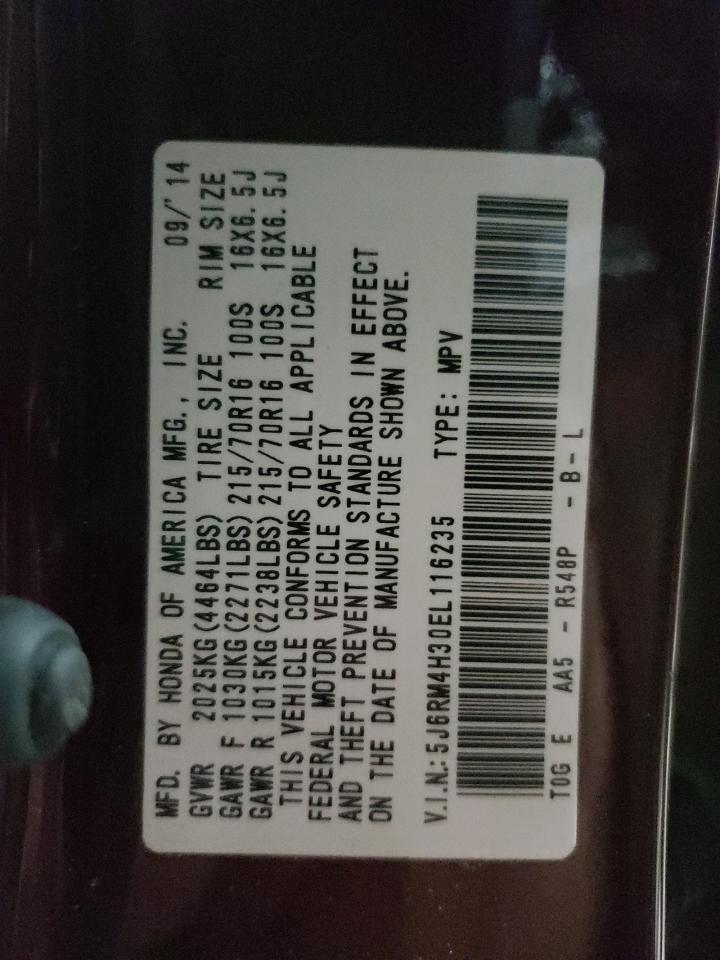 MFD. BY HONDA OF AMERICA MFG., INC. 09/'14
GVWR 2025KG(4464LBS) TIRE SIZE RIM SIZE
GAWR F 1030KG(2271LBS) 215/70R16 100S 16X6.5J
GAWR R 1015KG(2238LBS) 215/70R16 100S 16X6.5J
THIS VEHICLE CONFORMS TO ALL APPLICABLE
FEDERAL MOTOR VEHICLE SAFETY
AND THEFT PREVENTION STANDARDS IN EFFECT
ON THE DATE OF MANUFACTURE SHOWN ABOVE.
V.I.N.:5J6RM4H30EL116235 TYPE: MPV
T0G E AA5 - R548P - B - L